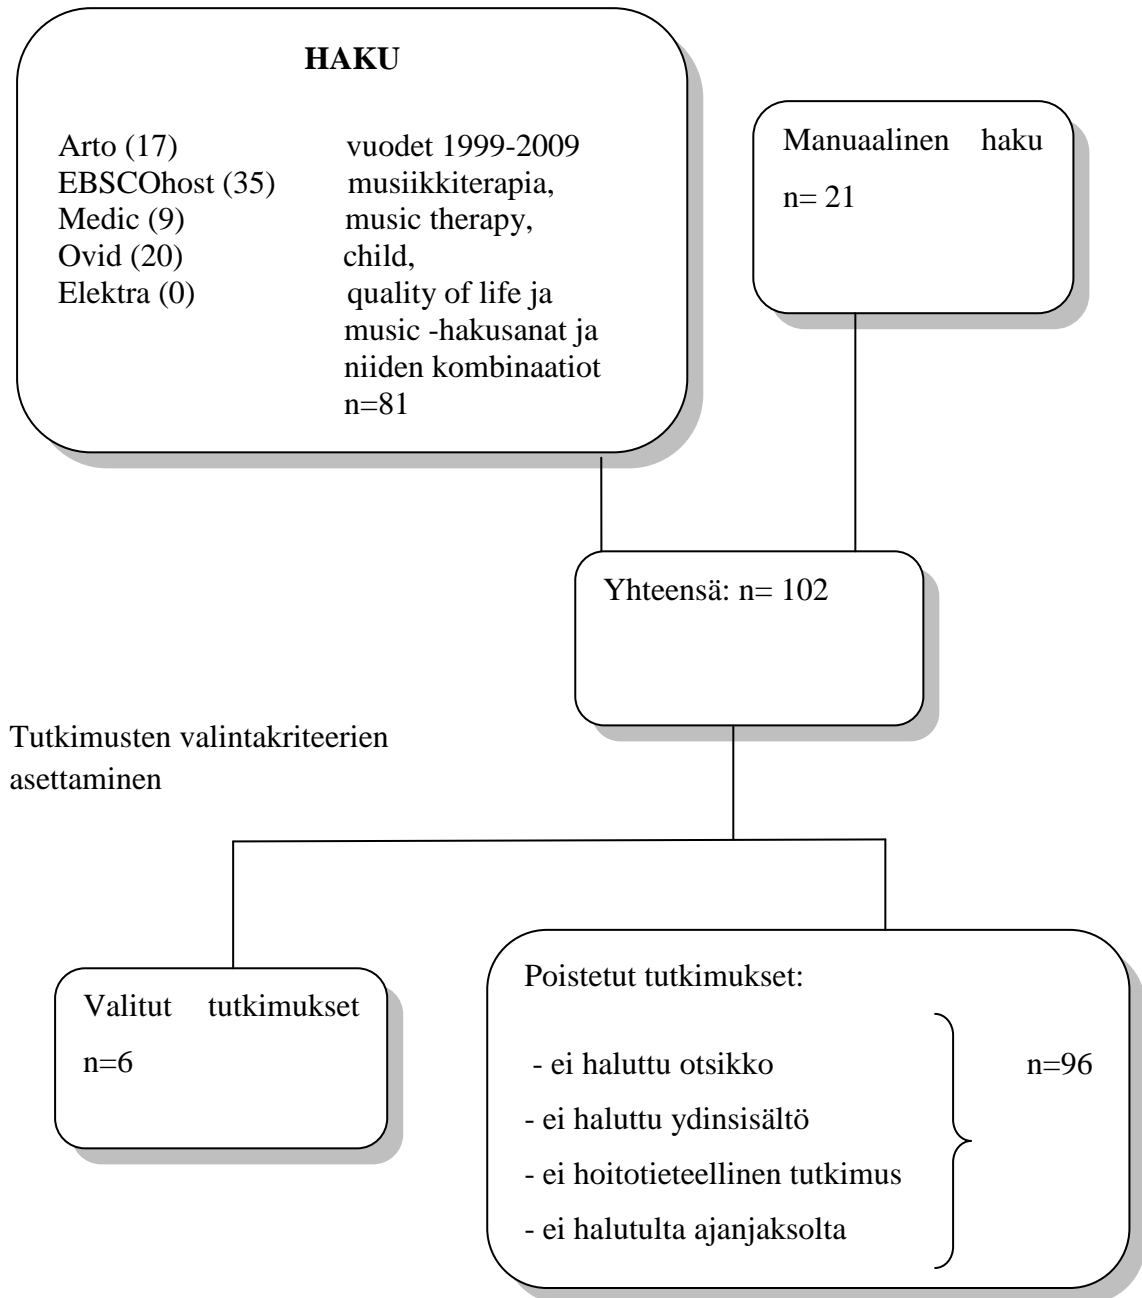 HAKU
Arto (17) vuodet 1999-2009
EBSCOhost (35) musiikkiterapia,
Medic (9) music therapy,
Ovid (20) child,
Elektra (0) quality of life ja
music -hakusanat ja
niiden kombinaatiot
n=81
Manuaalinen haku
n= 21
Yhteensä: n= 102
Tutkimusten valintakriteerien
asettaminen
Valitut tutkimukset
n=6
Poistetut tutkimukset:
- ei haluttu otsikko n=96
- ei haluttu ydinsisältö
- ei hoitotieteellinen tutkimus
- ei halutulta ajanjaksolta